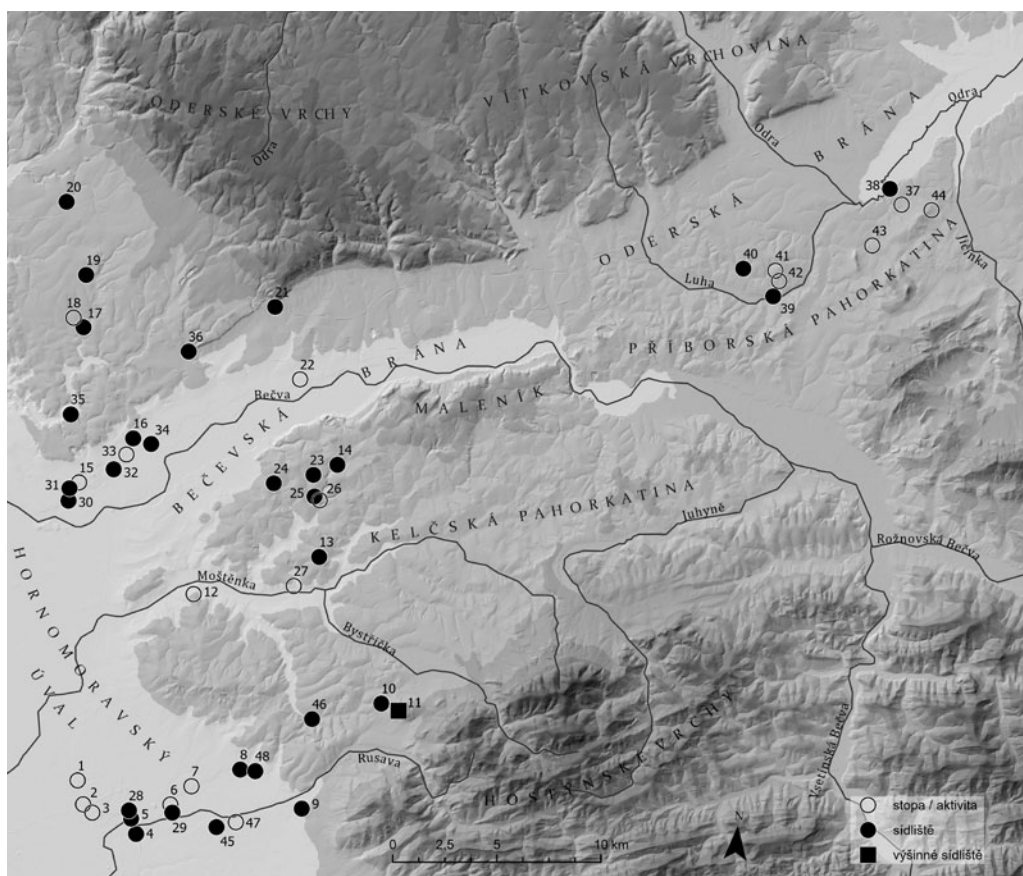 ODERSKÉ VRCHY
VÍTKOVSKÁ VRCHOVINA
Odra
Odra
Odra
ODERSKÁ BRÁNA
Luha
Jičínka
PŘÍBORSKÁ PAHORKATINA
20
19
18
17
21
36
22
35
16
34
33
32
15
31
30
38
37
44
43
40
41
42
39
Bečva
BEČEVSKÁ BRÁNA
MALENÍK
14
23
24
25
26
13
27
12
KELČSKÁ PAHORKATINA
Juhyně
Rožnovská Bečva
Moštěnka
Bystřička
HORNOMORAVSKÝ ÚVAL
10
11
46
Rusava
HOSTÝNSKÉ VRCHY
Vsetínská Bečva
1
2
3
28
5
4
6
7
29
8
48
9
45
47
0 5 10 km
N
stopa / aktivita
sídliště
výšinné sídliště